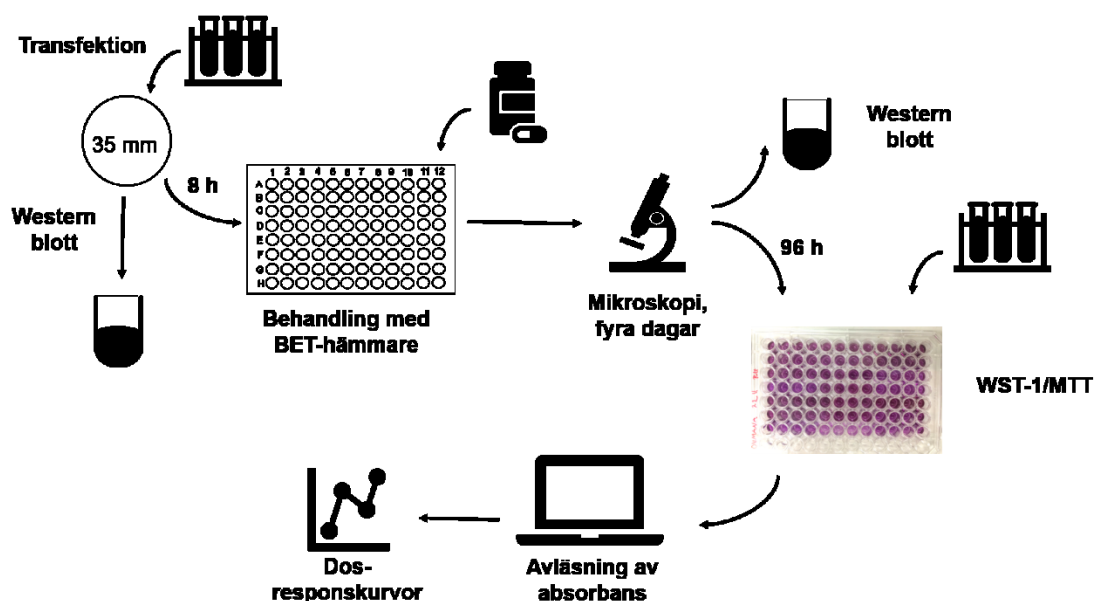 Transfektion
35 mm
8 h
Western
blott
1 2 3 4 5 6 7 8 9 10 11 12
A
B
C
D
E
F
G
H
Behandling med
BET-hämmare
Mikroskopi,
fyra dagar
Western
blott
96 h
WST-1/MTT
Avläsning av
absorbans
Dos-
responskurvor